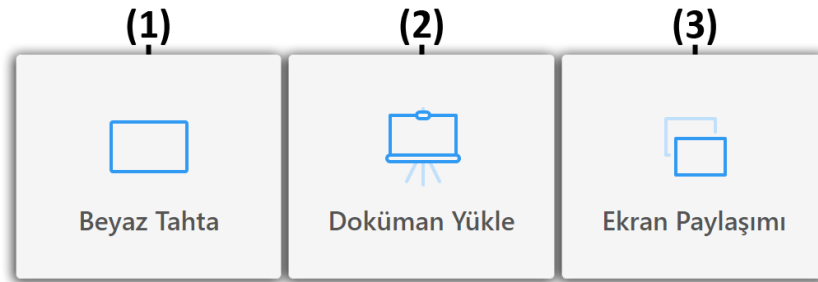 (1) (2) (3)
Beyaz Tahta Doküman Yükle Ekran Paylaşımı